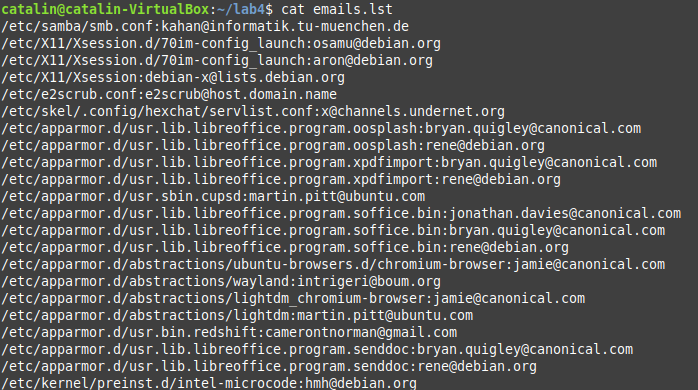 catalin@catalin-VirtualBox:~/lab4$ cat emails.lst
/etc/samba/smb.conf:kahan@informatik.tu-muenchen.de
/etc/X11/Xsession.d/70im-config_launch:osamu@debian.org
/etc/X11/Xsession.d/70im-config_launch:aron@debian.org
/etc/X11/Xsession:debian-x@lists.debian.org
/etc/e2scrub.conf:e2scrub@host.domain.name
/etc/skel/.config/hexchat/servlist.conf:x@channels.undernet.org
/etc/apparmor.d/usr.lib.libreoffice.program.oosplash:bryan.quigley@canonical.com
/etc/apparmor.d/usr.lib.libreoffice.program.oosplash:rene@debian.org
/etc/apparmor.d/usr.lib.libreoffice.program.xpdfimport:bryan.quigley@canonical.com
/etc/apparmor.d/usr.lib.libreoffice.program.xpdfimport:rene@debian.org
/etc/apparmor.d/usr.sbin.cupsd:martin.pitt@ubuntu.com
/etc/apparmor.d/usr.lib.libreoffice.program.soffice.bin:jonathan.davies@canonical.com
/etc/apparmor.d/usr.lib.libreoffice.program.soffice.bin:bryan.quigley@canonical.com
/etc/apparmor.d/usr.lib.libreoffice.program.soffice.bin:rene@debian.org
/etc/apparmor.d/abstractions/ubuntu-browsers.d/chromium-browser:jamie@canonical.com
/etc/apparmor.d/abstractions/wayland:intrigeri@boum.org
/etc/apparmor.d/abstractions/lightdm_chromium-browser:jamie@canonical.com
/etc/apparmor.d/abstractions/lightdm:martin.pitt@ubuntu.com
/etc/apparmor.d/usr.bin.redshift:camerontnorman@gmail.com
/etc/apparmor.d/usr.lib.libreoffice.program.senddoc:bryan.quigley@canonical.com
/etc/apparmor.d/usr.lib.libreoffice.program.senddoc:rene@debian.org
/etc/kernel/preinst.d/intel-microcode:hmh@debian.org